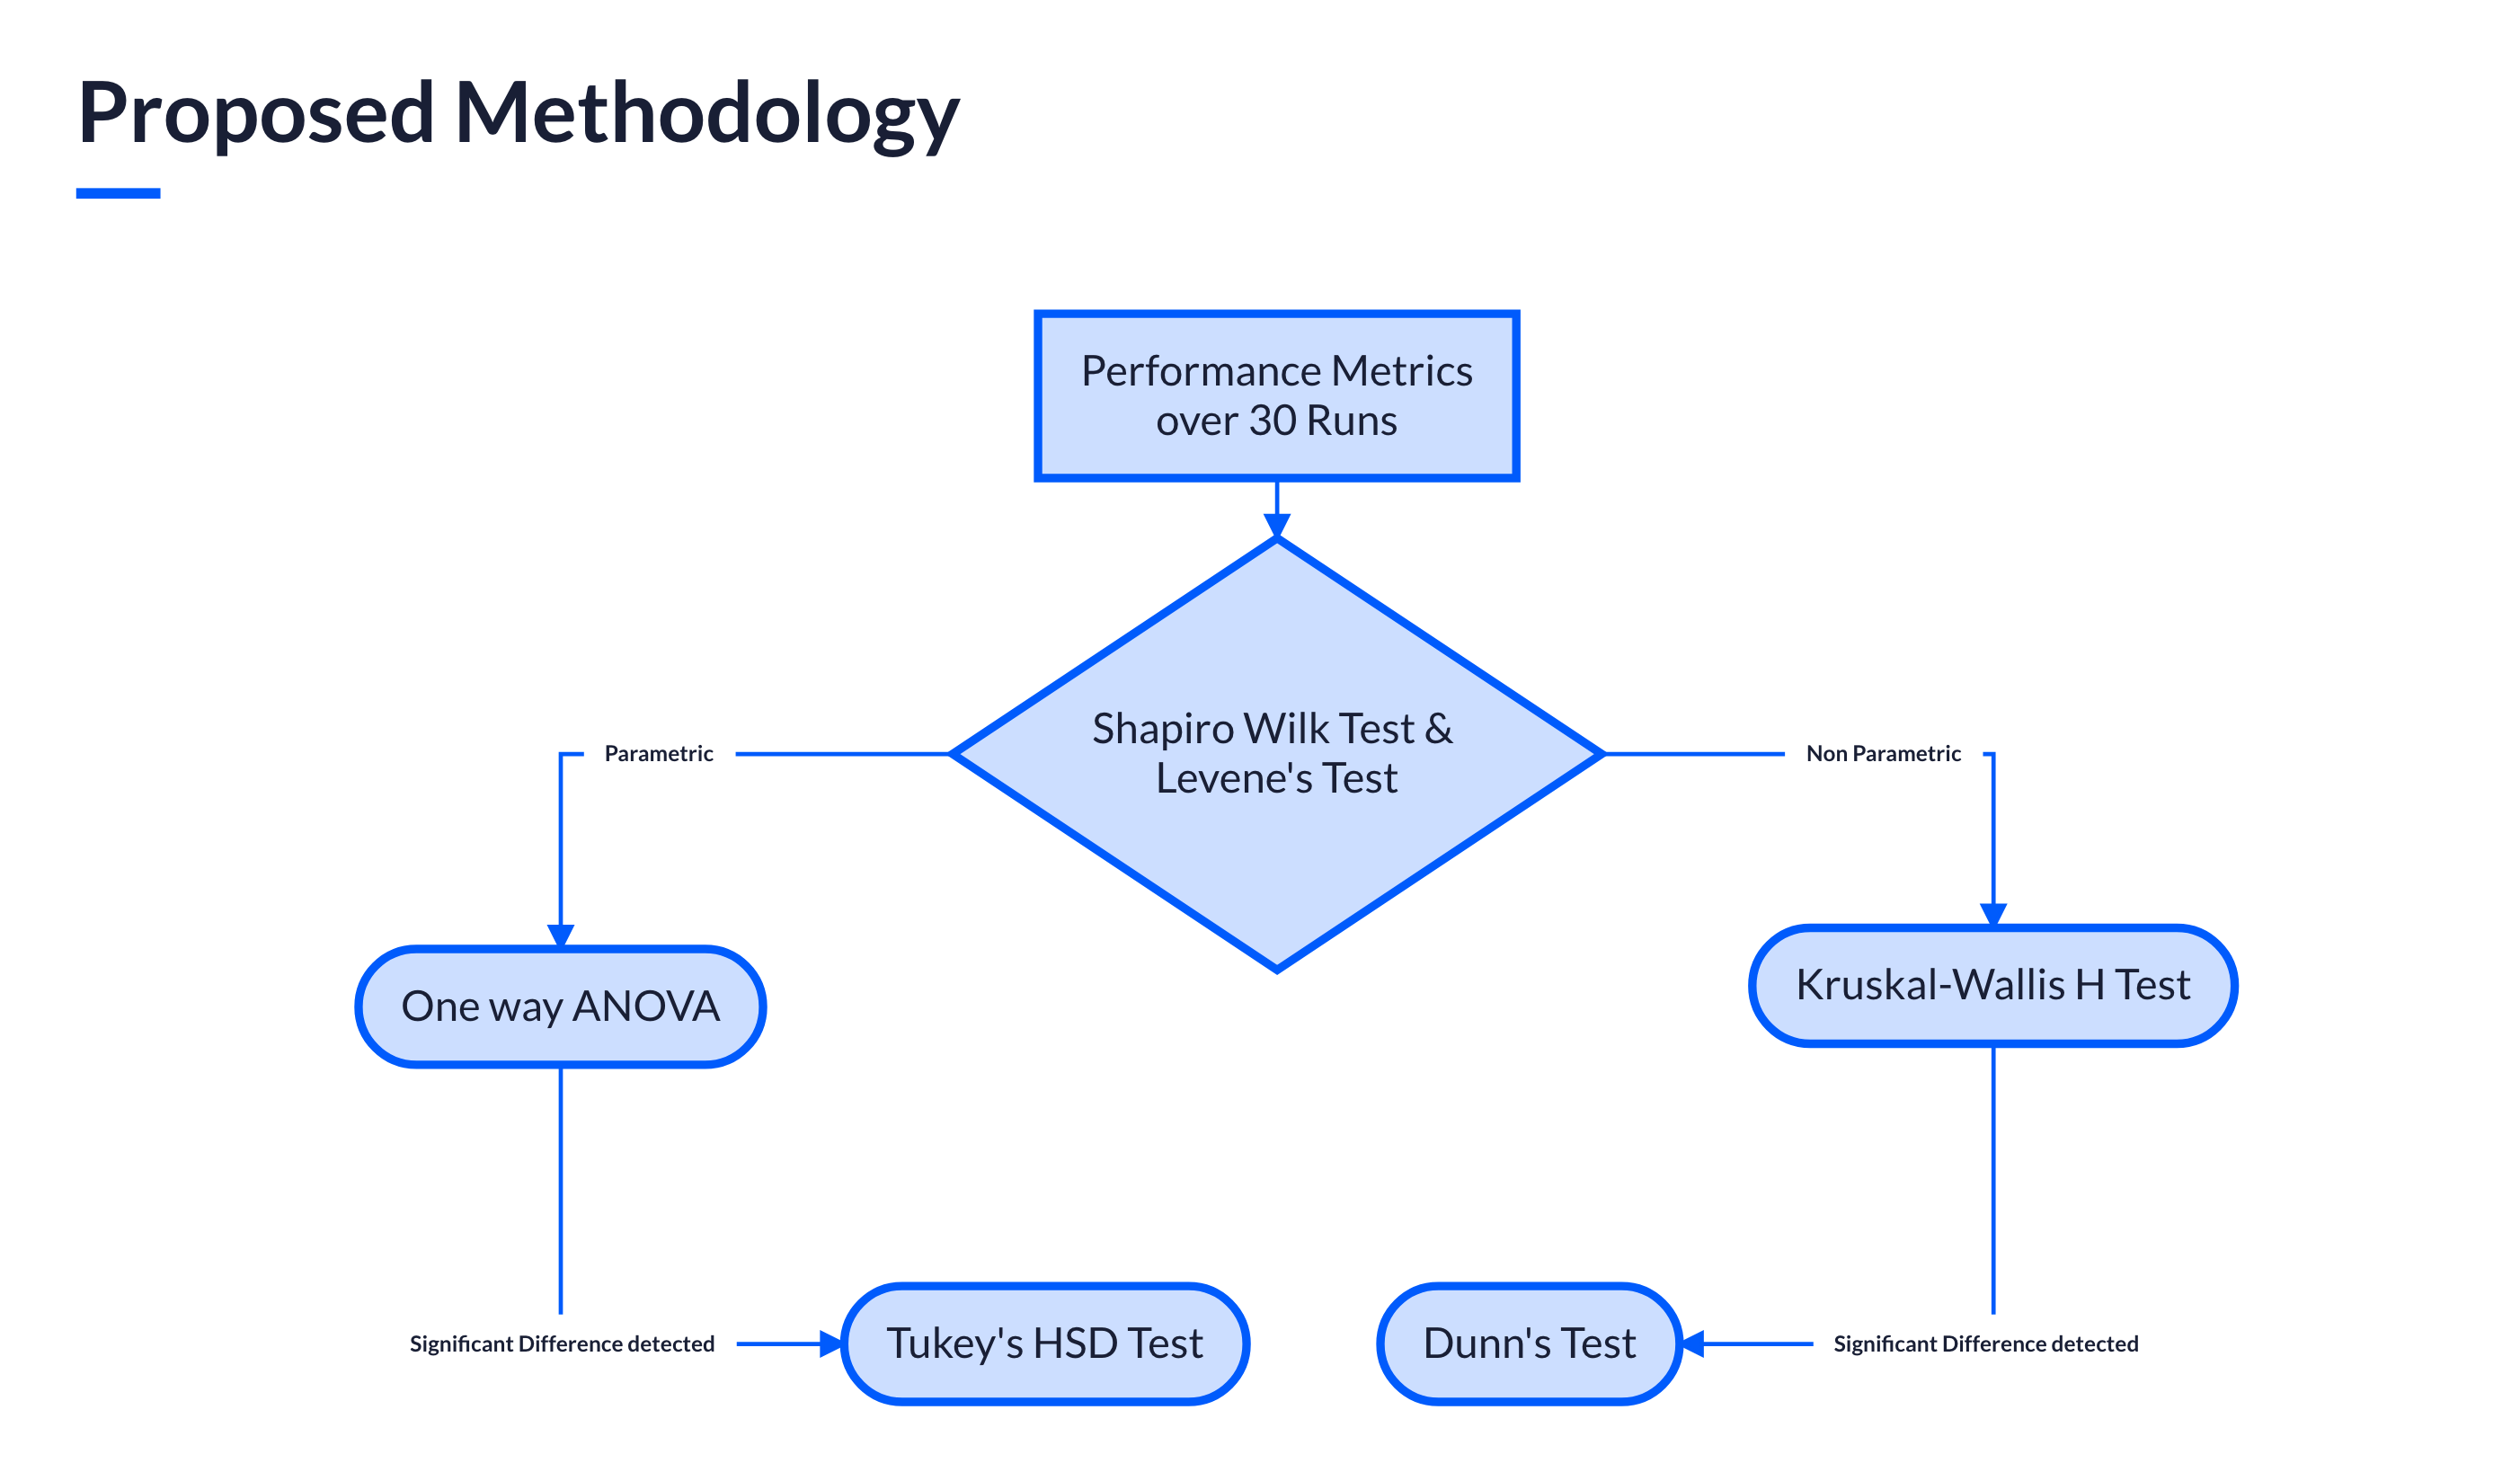 Proposed Methodology
Performance Metrics
over 30 Runs
Shapiro Wilk Test &
Levene's Test
Parametric
Non Parametric
One way ANOVA
Kruskal-Wallis H Test
Significant Difference detected
Tukey's HSD Test
Dunn's Test
Significant Difference detected